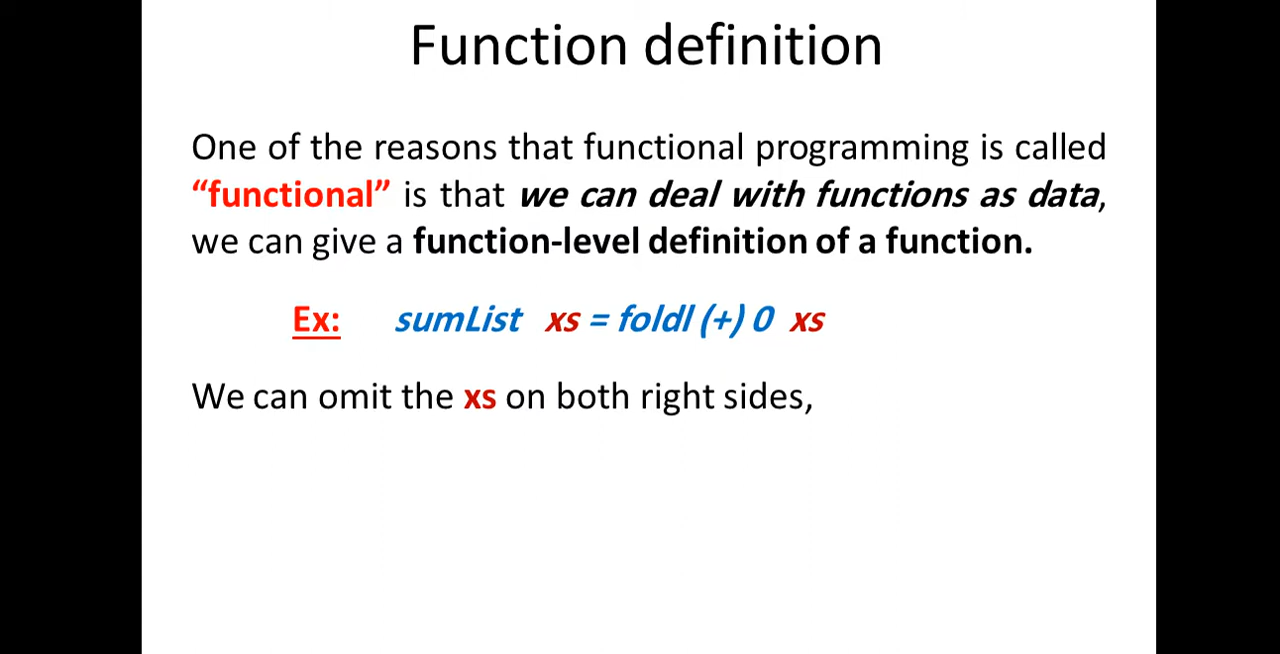 Function definition
One of the reasons that functional programming is called
“functional” is that we can deal with functions as data,
we can give a function-level definition of a function.
Ex: sumList xs = foldl (+) 0 xs
We can omit the xs on both right sides,